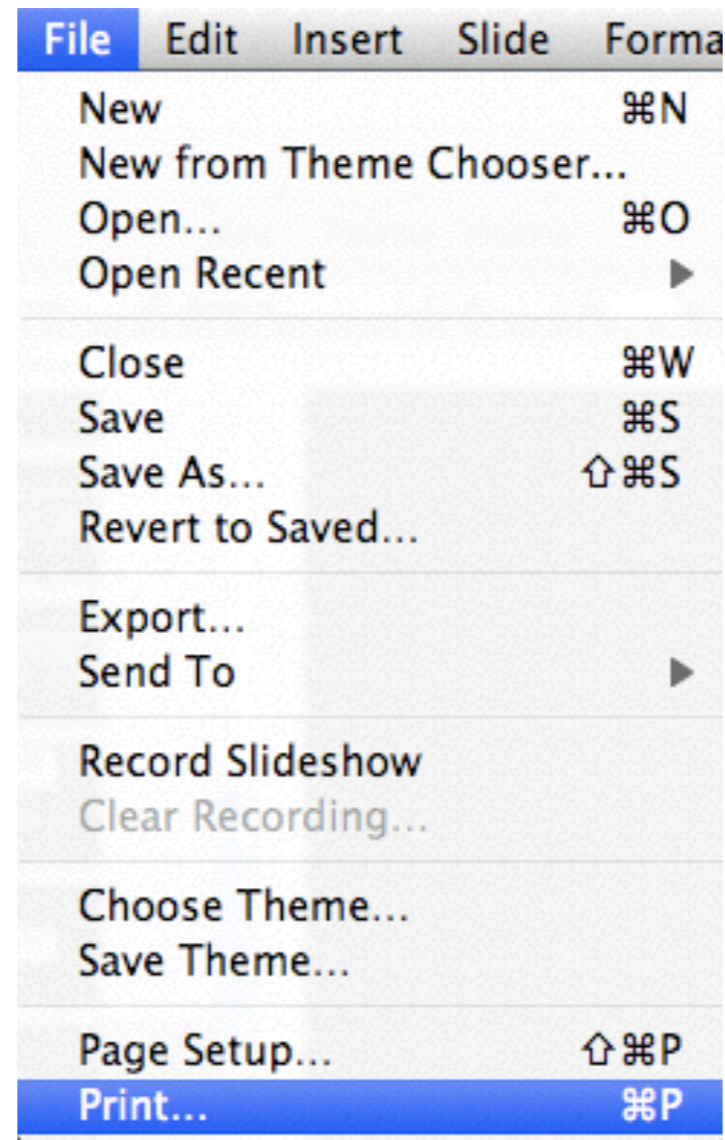 File Edit Insert Slide Forma
New ⌘N
New from Theme Chooser...
Open... ⌘O
Open Recent ▶
Close ⌘W
Save ⌘S
Save As... ⇧⌘S
Revert to Saved...
Export...
Send To ▶
Record Slideshow
Clear Recording...
Choose Theme...
Save Theme...
Page Setup... ⇧⌘P
Print... ⌘P